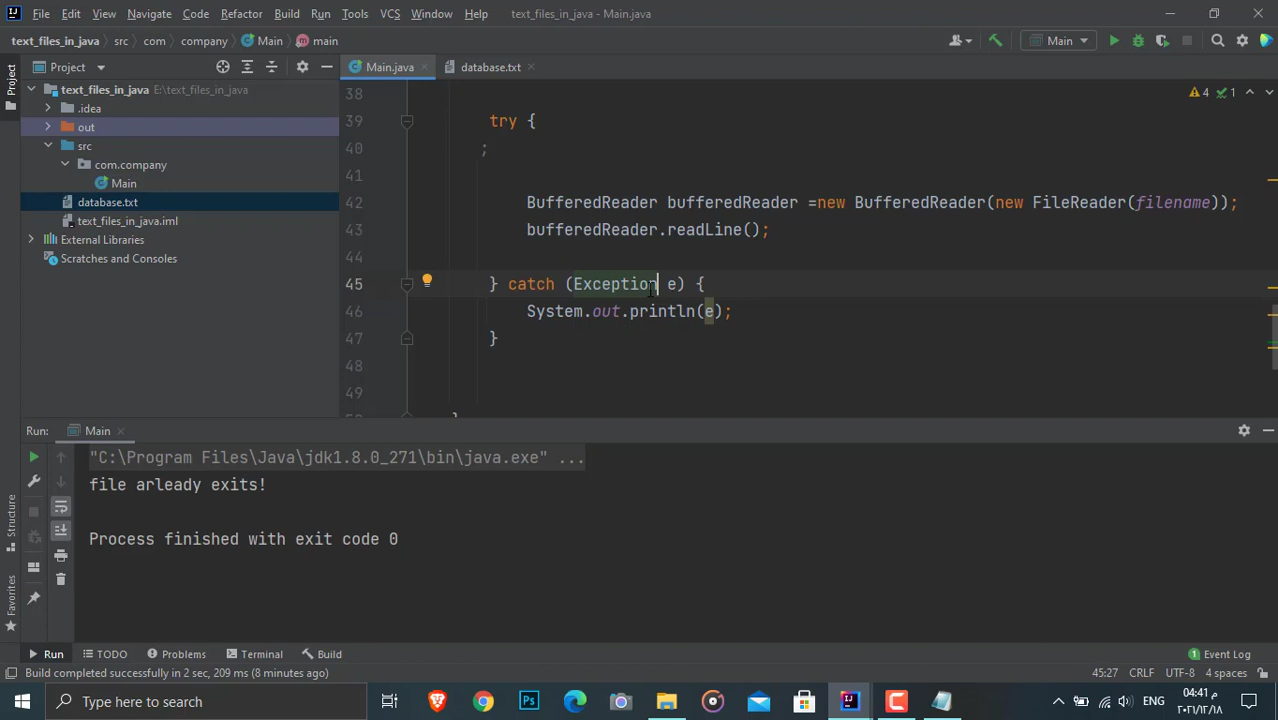 File Edit View Navigate Code Refactor Build Run Tools VCS Window Help text_files_in_java - Main.java
text_files_in_java src com company Main main Main
Project
Main.java database.txt
text_files_in_java E:\text_files_in_java
.idea
out
src
com.company
Main
database.txt
text_files_in_java.iml
External Libraries
Scratches and Consoles
Project
4 1
38
39 try {
40 ;
41
42 BufferedReader bufferedReader =new BufferedReader(new FileReader(filename));
43 bufferedReader.readLine();
44
45 } catch (Exception e) {
46 System.out.println(e);
47 }
48
49
}
Run: Main
"C:\Program Files\Java\jdk1.8.0_271\bin\java.exe" ...
file arleady exits!
Process finished with exit code 0
Structure
Favorites
Run TODO Problems Terminal Build 1 Event Log
Build completed successfully in 2 sec, 209 ms (8 minutes ago) 45:27 CRLF UTF-8 4 spaces
Type here to search
ENG
م 04:41